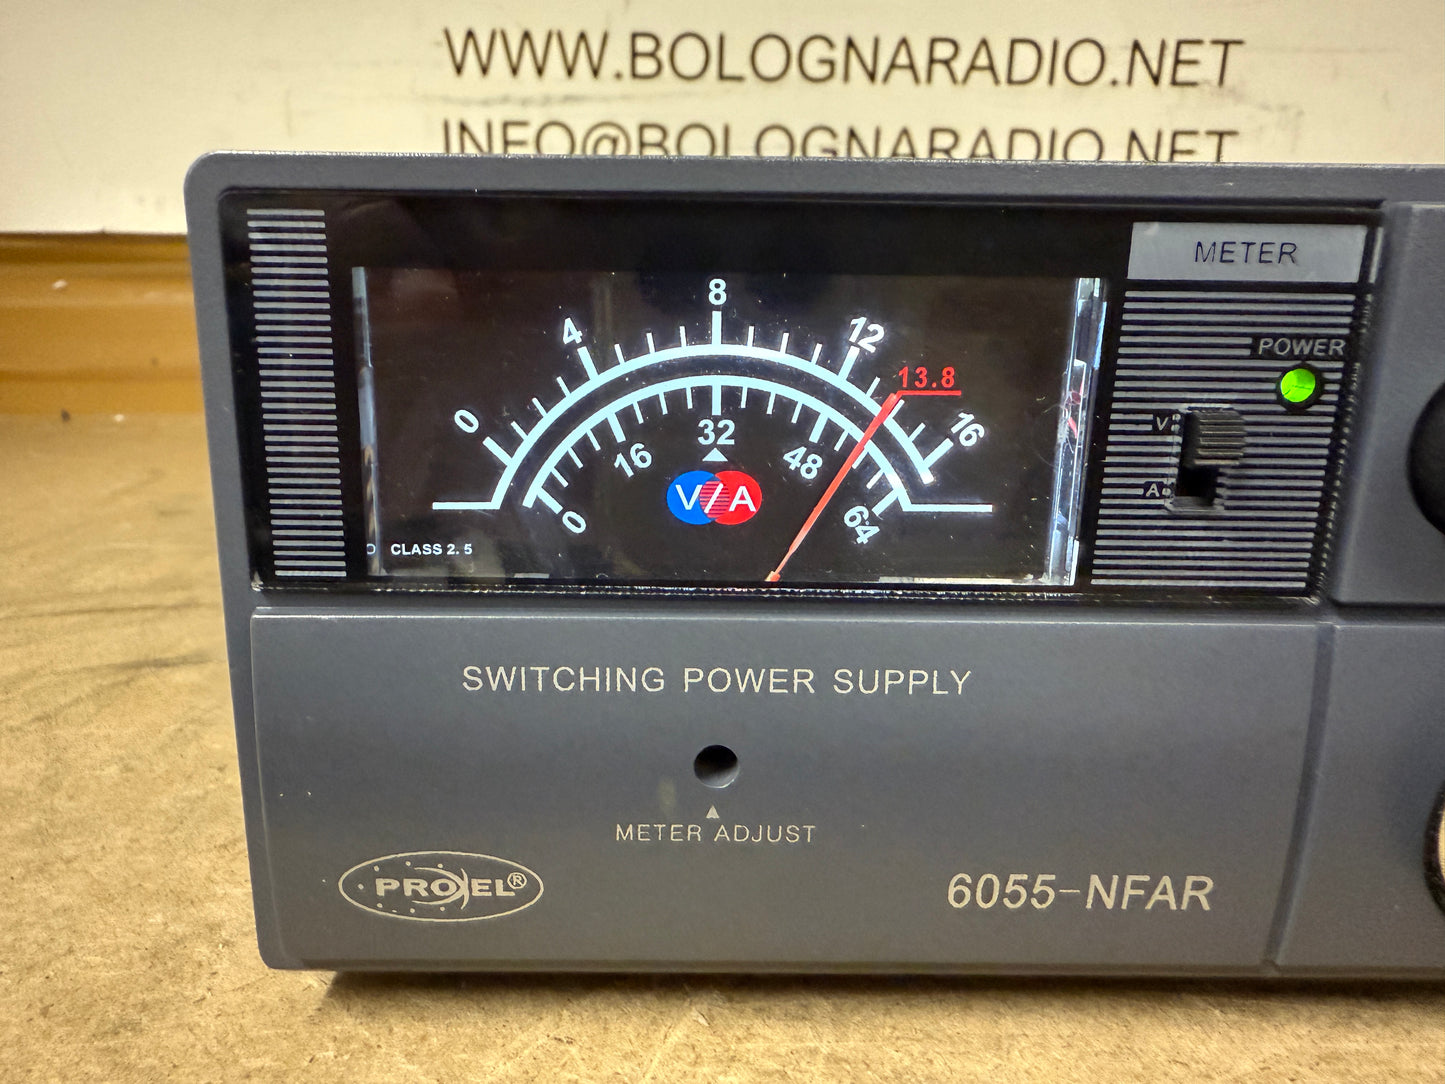 WWW.BOLOGNARADIO.NET
INFO@BOLOGNARADIO.NET
METER
POWER
V
A
0 4 8 12 13.8 16
0 16 32 48 64
V/A
CLASS 2.5
SWITCHING POWER SUPPLY
METER ADJUST
PROXEL®
6055-NFAR